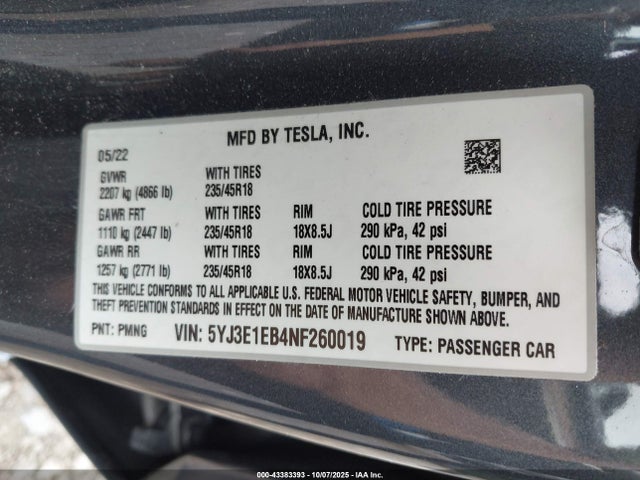 MFD BY TESLA, INC.
05/22
GVWR WITH TIRES
2207 kg (4866 lb) 235/45R18
GAWR FRT WITH TIRES RIM COLD TIRE PRESSURE
1110 kg (2447 lb) 235/45R18 18X8.5J 290 kPa, 42 psi
GAWR RR WITH TIRES RIM COLD TIRE PRESSURE
1257 kg (2771 lb) 235/45R18 18X8.5J 290 kPa, 42 psi
THIS VEHICLE CONFORMS TO ALL APPLICABLE U.S. FEDERAL MOTOR VEHICLE SAFETY, BUMPER, AND
THEFT PREVENTION STANDARDS IN EFFECT ON THE DATE OF MANUFACTURE SHOWN ABOVE.
PNT: PMNG VIN: 5YJ3E1EB4NF260019 TYPE: PASSENGER CAR
000-43383393 - 10/07/2025 - IAA Inc.